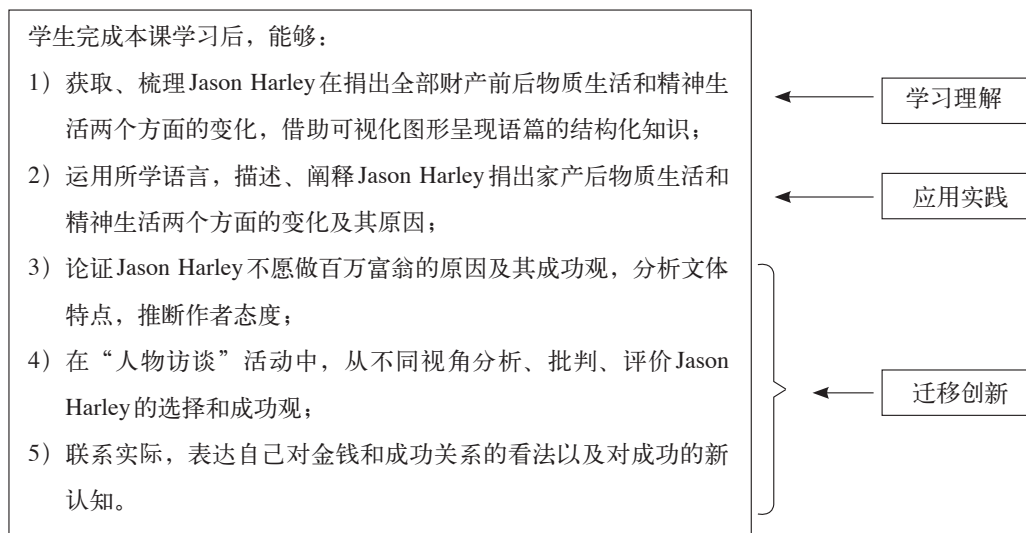 学生完成本课学习后，能够：
1）获取、梳理Jason Harley在捐出全部财产前后物质生活和精神生
活两个方面的变化，借助可视化图形呈现语篇的结构化知识；
学习理解
2）运用所学语言，描述、阐释Jason Harley捐出家产后物质生活和
精神生活两个方面的变化及其原因；
应用实践
3）论证Jason Harley不愿做百万富翁的原因及其成功观，分析文体
特点，推断作者态度；
4）在“人物访谈”活动中，从不同视角分析、批判、评价Jason
Harley的选择和成功观；
5）联系实际，表达自己对金钱和成功关系的看法以及对成功的新
认知。
迁移创新